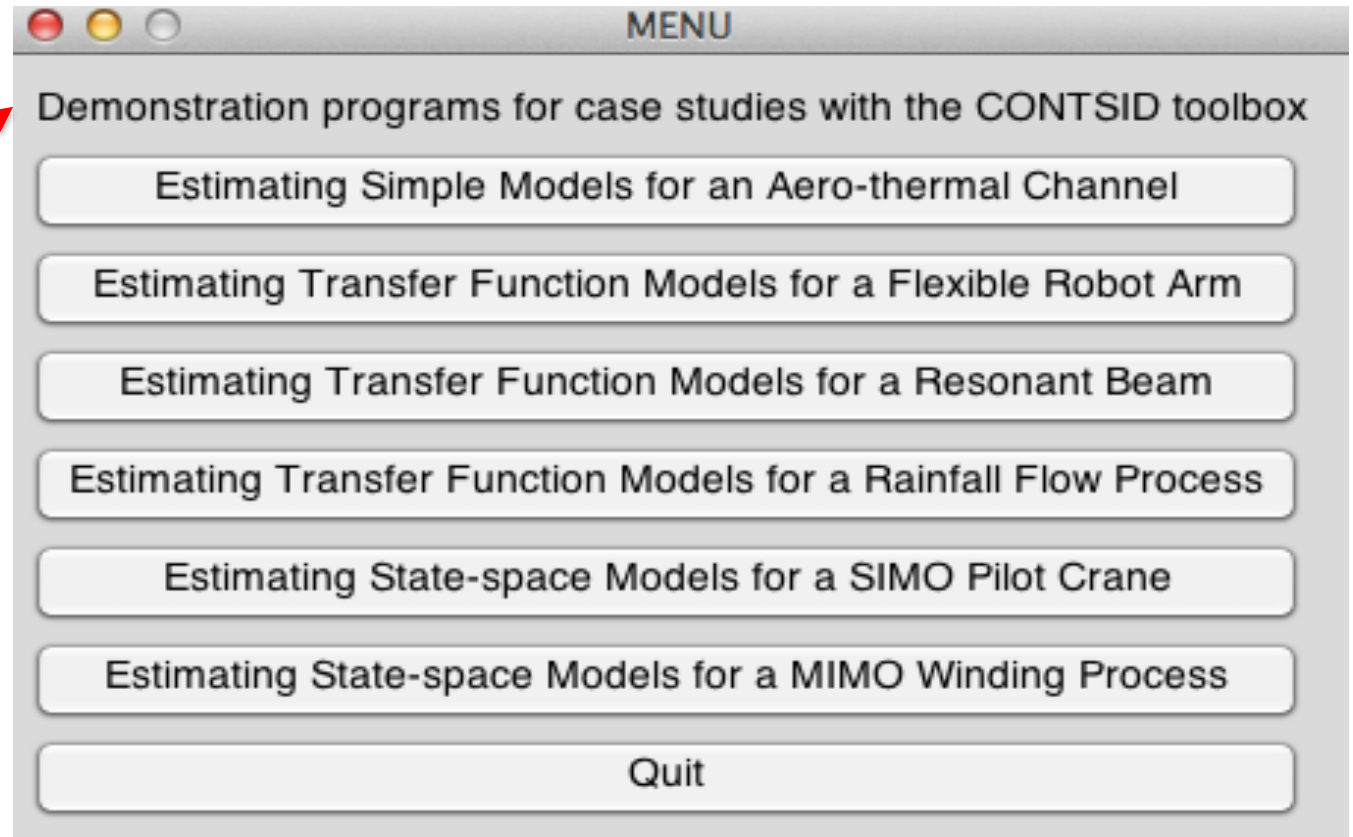 MENU
Demonstration programs for case studies with the CONTSID toolbox
Estimating Simple Models for an Aero-thermal Channel
Estimating Transfer Function Models for a Flexible Robot Arm
Estimating Transfer Function Models for a Resonant Beam
Estimating Transfer Function Models for a Rainfall Flow Process
Estimating State-space Models for a SIMO Pilot Crane
Estimating State-space Models for a MIMO Winding Process
Quit